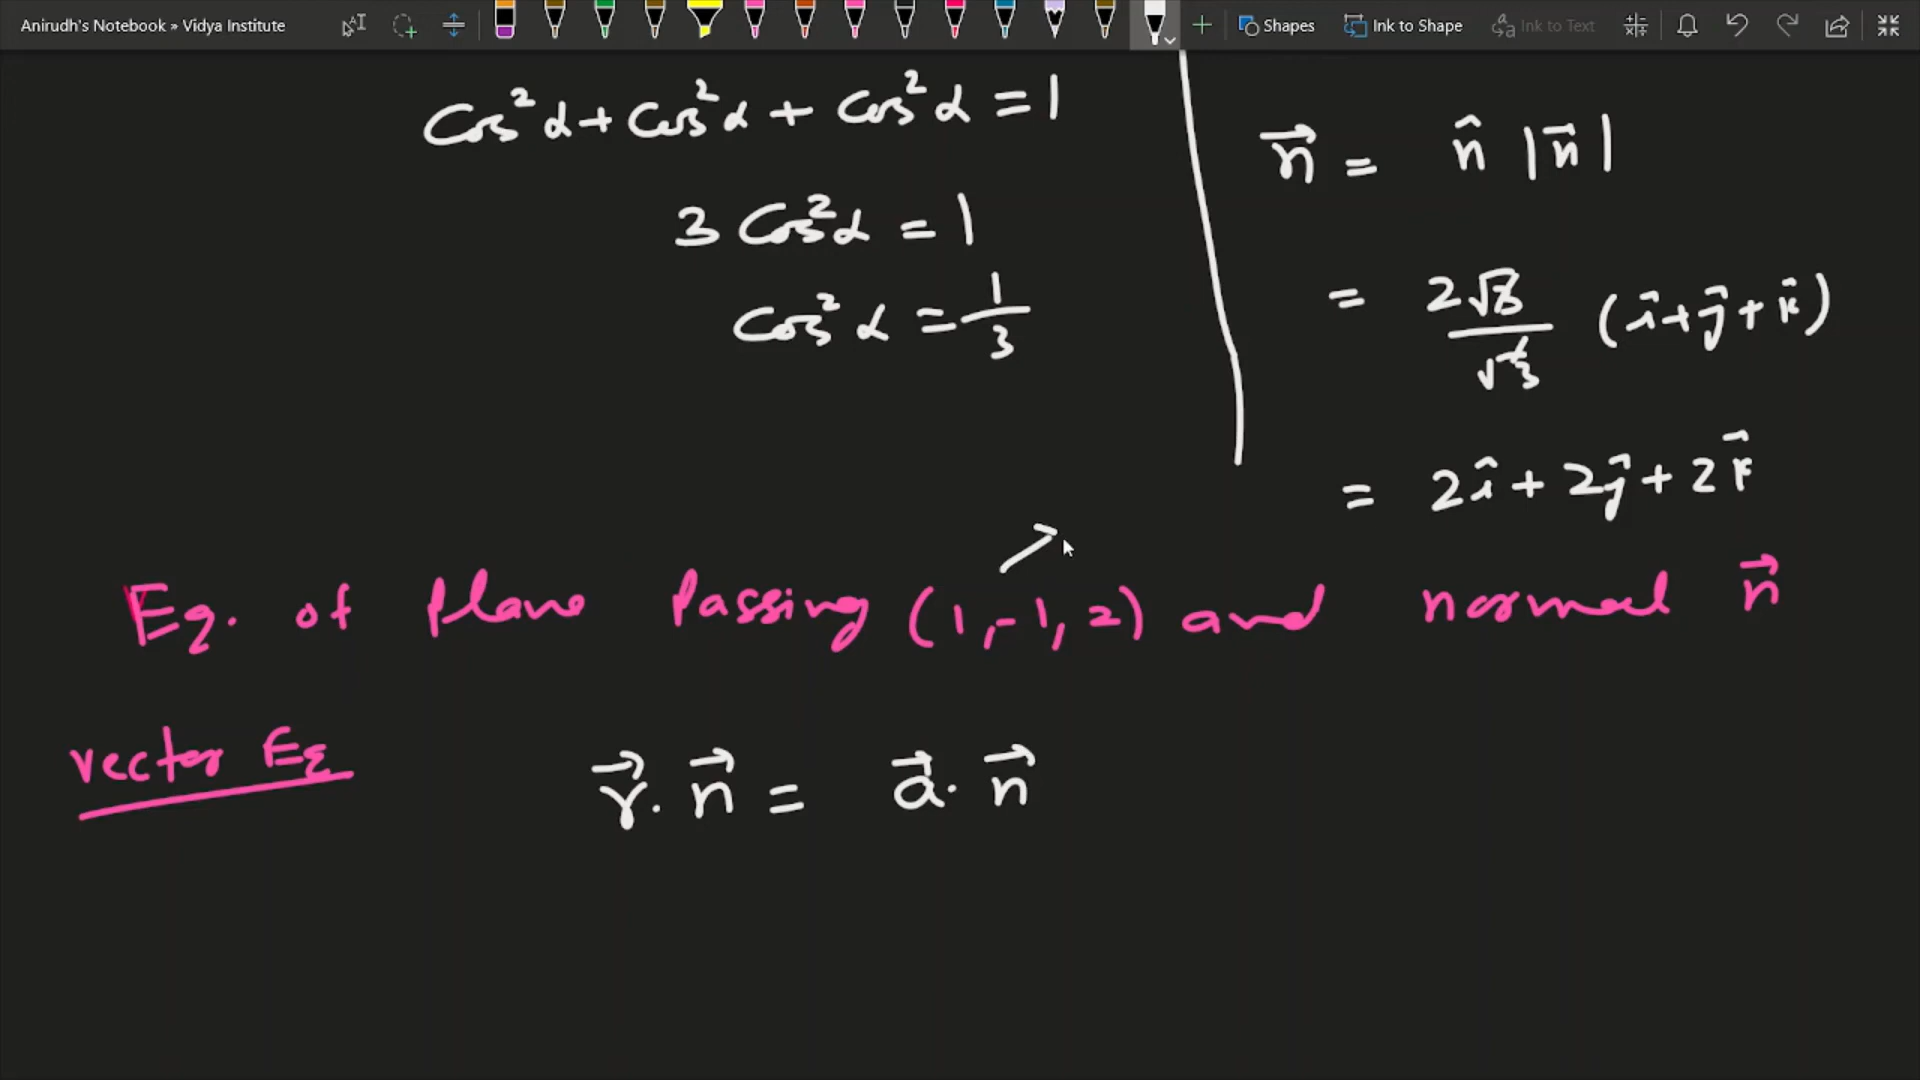 Anirudh's Notebook » Vidya Institute
Shapes
Ink to Shape
Ink to Text
Cos²α + Cos²α + Cos²α = 1
3 Cos²α = 1
Cos²α = 1/3
n⃗ = n̂ |n⃗|
= 2√3/√3 (î+ĵ+k̂)
= 2î + 2ĵ + 2k̂
Eq. of plane Passing (1,-1,2) and normal n⃗
vector Eq
r⃗. n⃗ = a⃗. n⃗